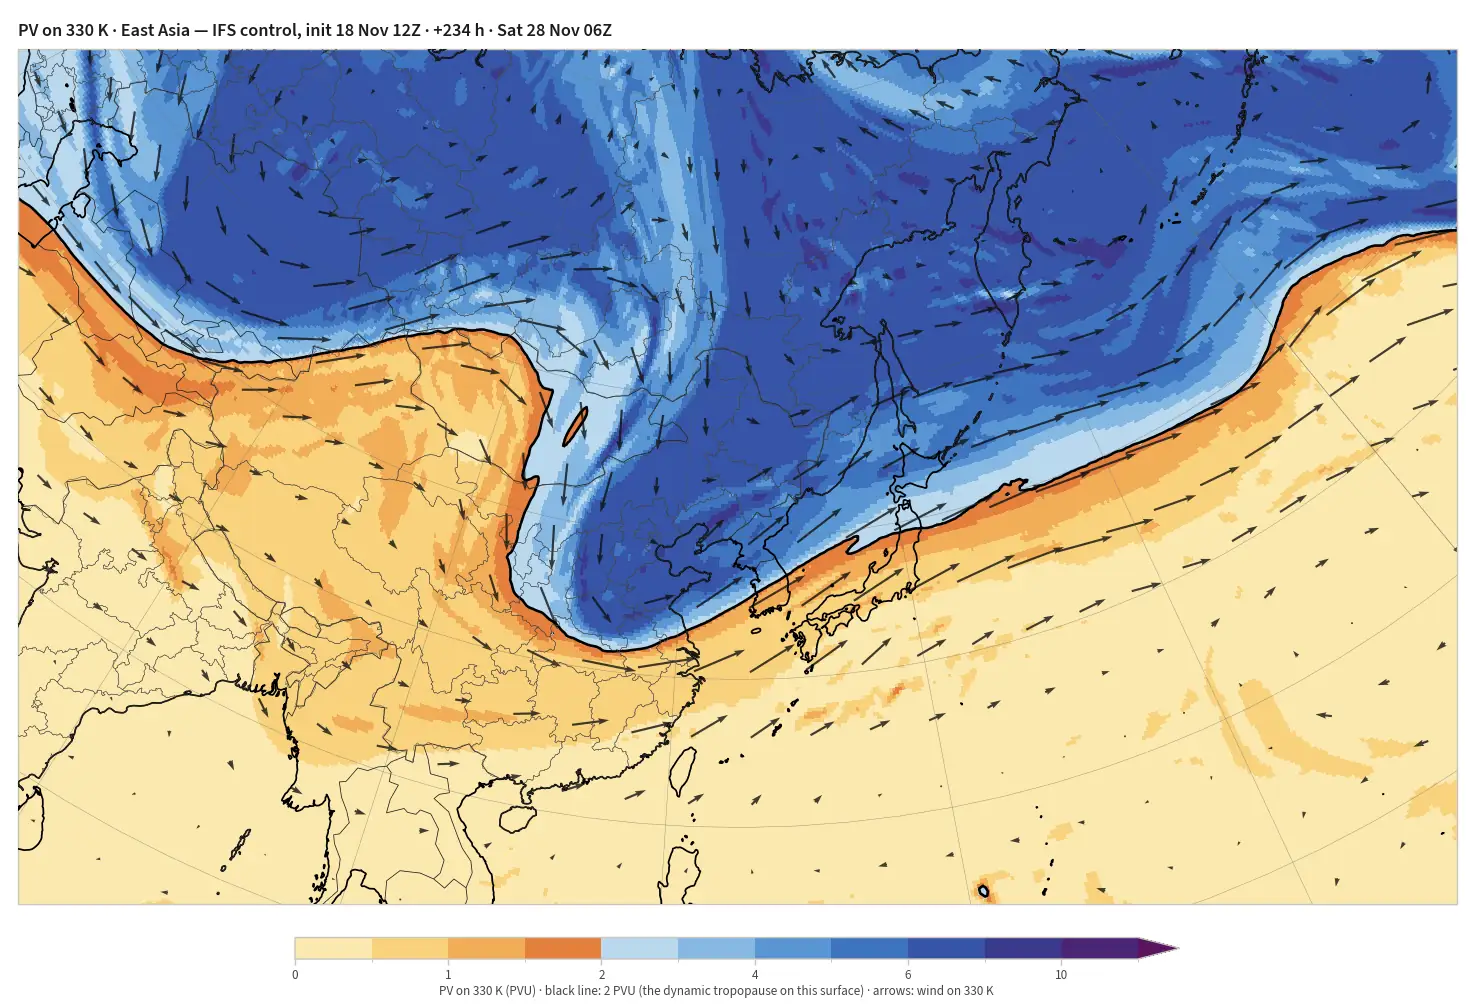 PV on 330 K · East Asia — IFS control, init 18 Nov 12Z · +234 h · Sat 28 Nov 06Z
0 1 2 4 6 10
PV on 330 K (PVU) · black line: 2 PVU (the dynamic tropopause on this surface) · arrows: wind on 330 K